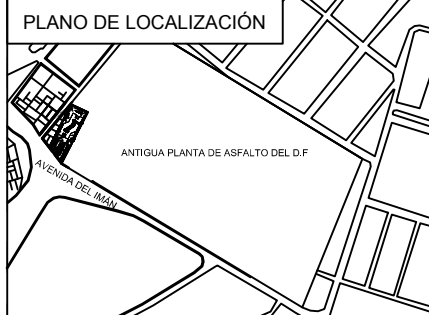 PLANO DE LOCALIZACIÓN
ANTIGUA PLANTA DE ASFALTO DEL D.F
AVENIDA DEL IMÁN